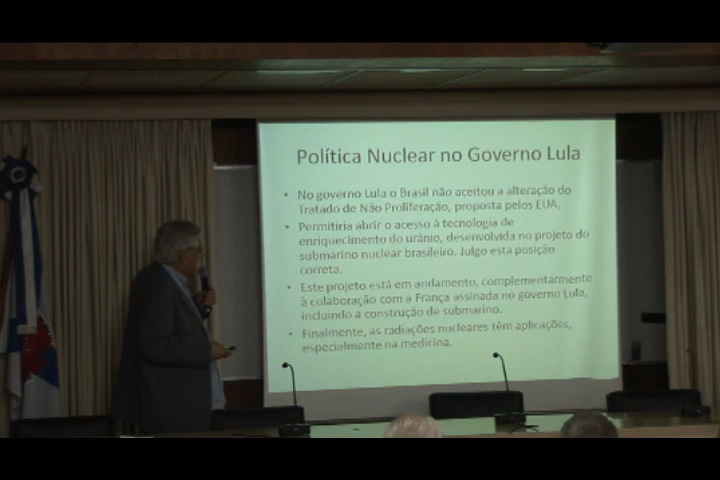 Política Nuclear no Governo Lula
• No governo Lula o Brasil não aceitou a alteração do
Tratado de Não Proliferação, proposta pelos EUA,
• Permitiria abrir o acesso à tecnologia de
enriquecimento do urânio, desenvolvida no projeto do
submarino nuclear brasileiro. Julgo esta posição
correta.
• Este projeto está em andamento, complementarmente
à colaboração com a França assinada no governo Lula,
incluindo a construção de submarino.
• Finalmente, as radiações nucleares têm aplicações,
especialmente na medicina.